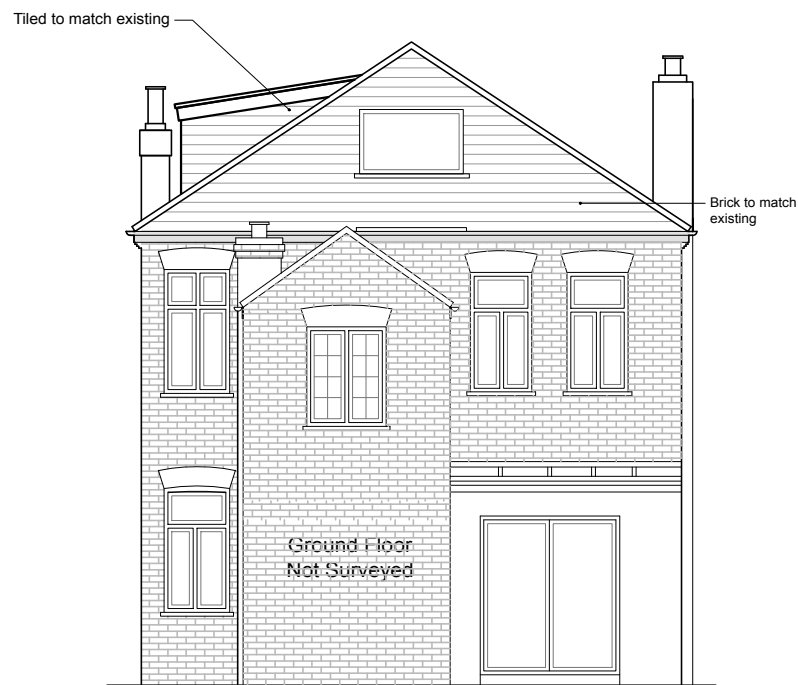 Tiled to match existing
Brick to match
existing
Ground Floor
Not Surveyed